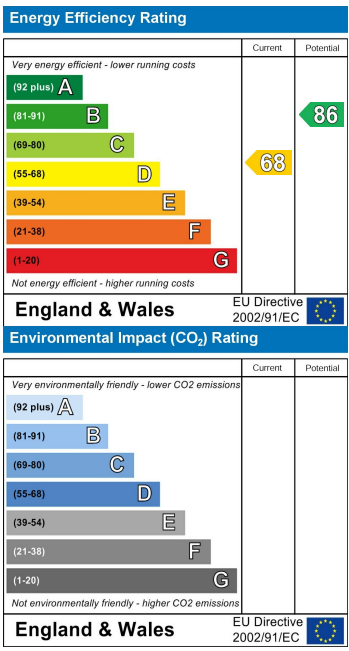 Energy Efficiency Rating
Current Potential
Very energy efficient - lower running costs
(92 plus) A
(81-91) B
86
(69-80) C
(55-68) D
68
(39-54) E
(21-38) F
(1-20) G
Not energy efficient - higher running costs
England & Wales
EU Directive
2002/91/EC
Environmental Impact (CO₂) Rating
Current Potential
Very environmentally friendly - lower CO2 emissions
(92 plus) A
(81-91) B
(69-80) C
(55-68) D
(39-54) E
(21-38) F
(1-20) G
Not environmentally friendly - higher CO2 emissions
England & Wales
EU Directive
2002/91/EC